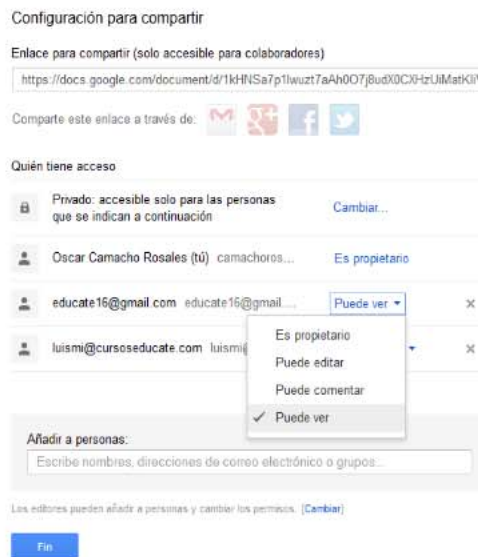 Configuración para compartir
Enlace para compartir (solo accesible para colaboradores)
https://docs.google.com/document/d/1kHNSa7p1lwuzt7aAh0O7j8udX0CXHzUiMatKli
Comparte este enlace a través de:
Quién tiene acceso
Privado: accesible solo para las personas
que se indican a continuación
Cambiar...
Oscar Camacho Rosales (tú) camachoros... Es propietario
educate16@gmail.com educate16@gmail.... Puede ver
luismi@cursoseducate.com luismi
Es propietario
Puede editar
Puede comentar
Puede ver
Añadir a personas:
Escribe nombres, direcciones de correo electrónico o grupos...
Los editores pueden añadir a personas y cambiar los permisos. [Cambiar]
Fin